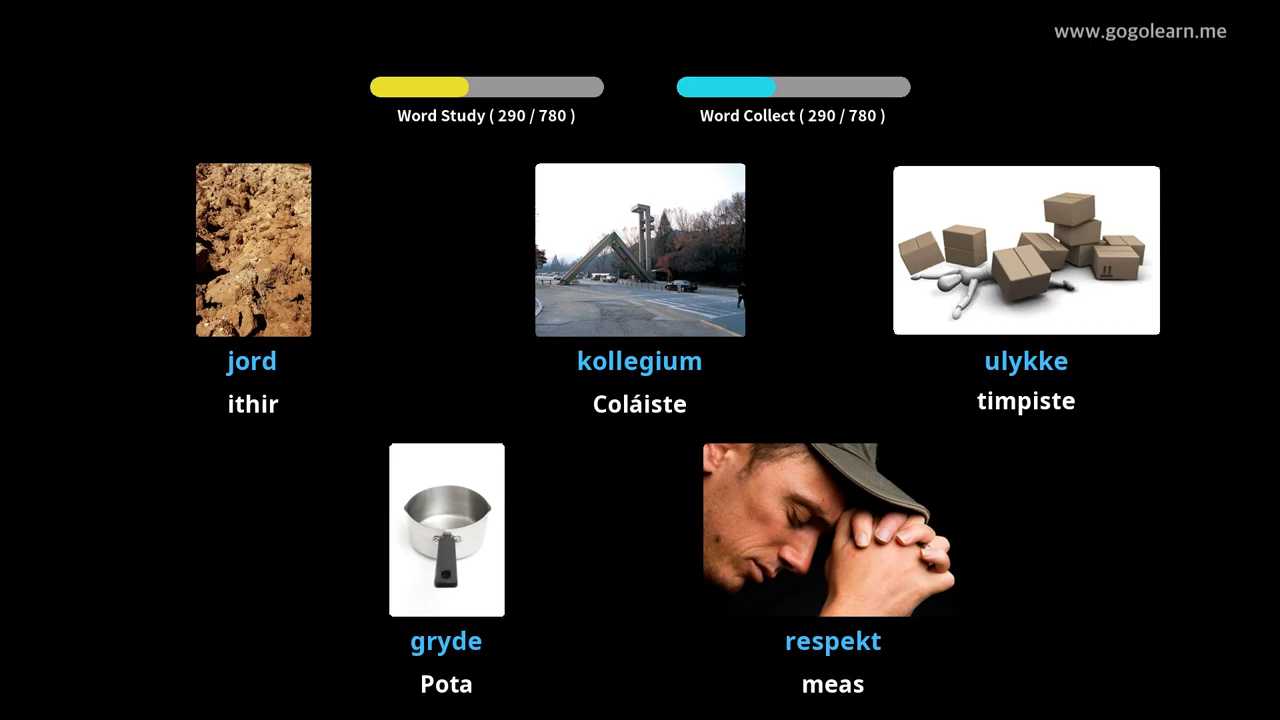 www.gogolearn.me
Word Study ( 290 / 780 )
Word Collect ( 290 / 780 )
jord
kollegium
ulykke
ithir
Coláiste
timpiste
gryde
respekt
Pota
meas